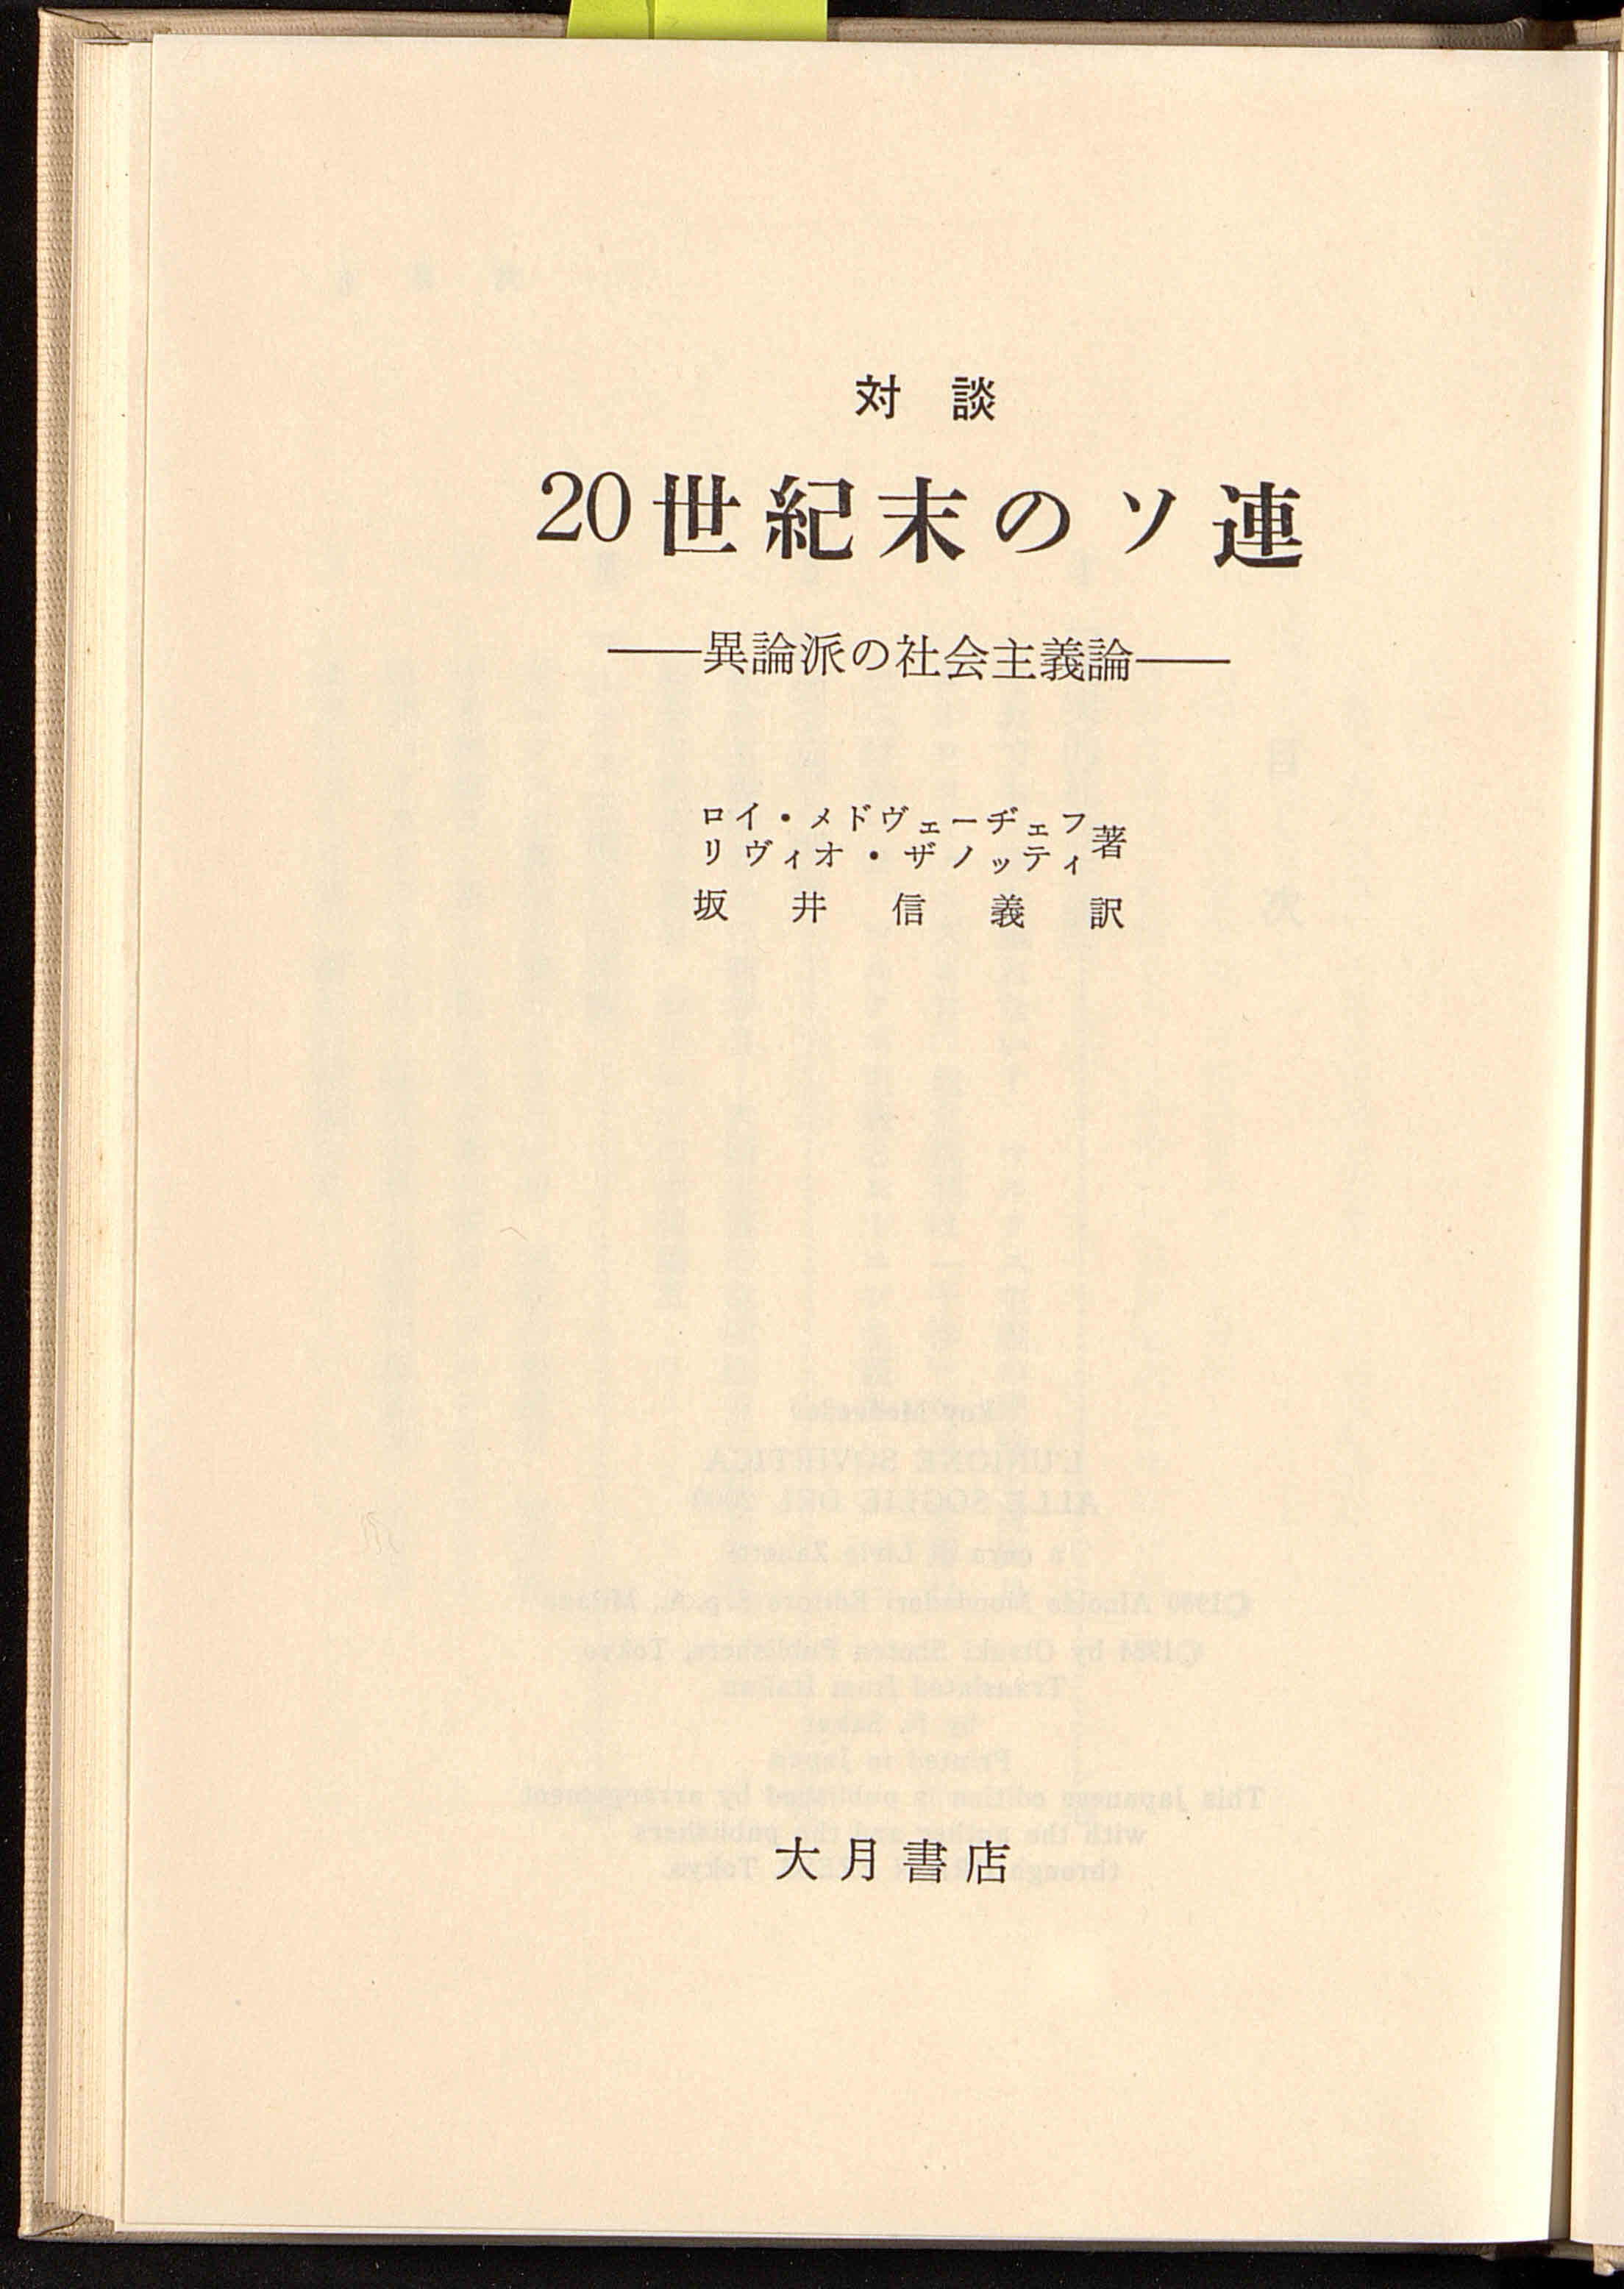 対談
20世紀末のソ連
――異論派の社会主義論――
ロイ・メドヴェーヂェフ
リヴィオ・ザノッティ著
坂井信義訳
大月書店